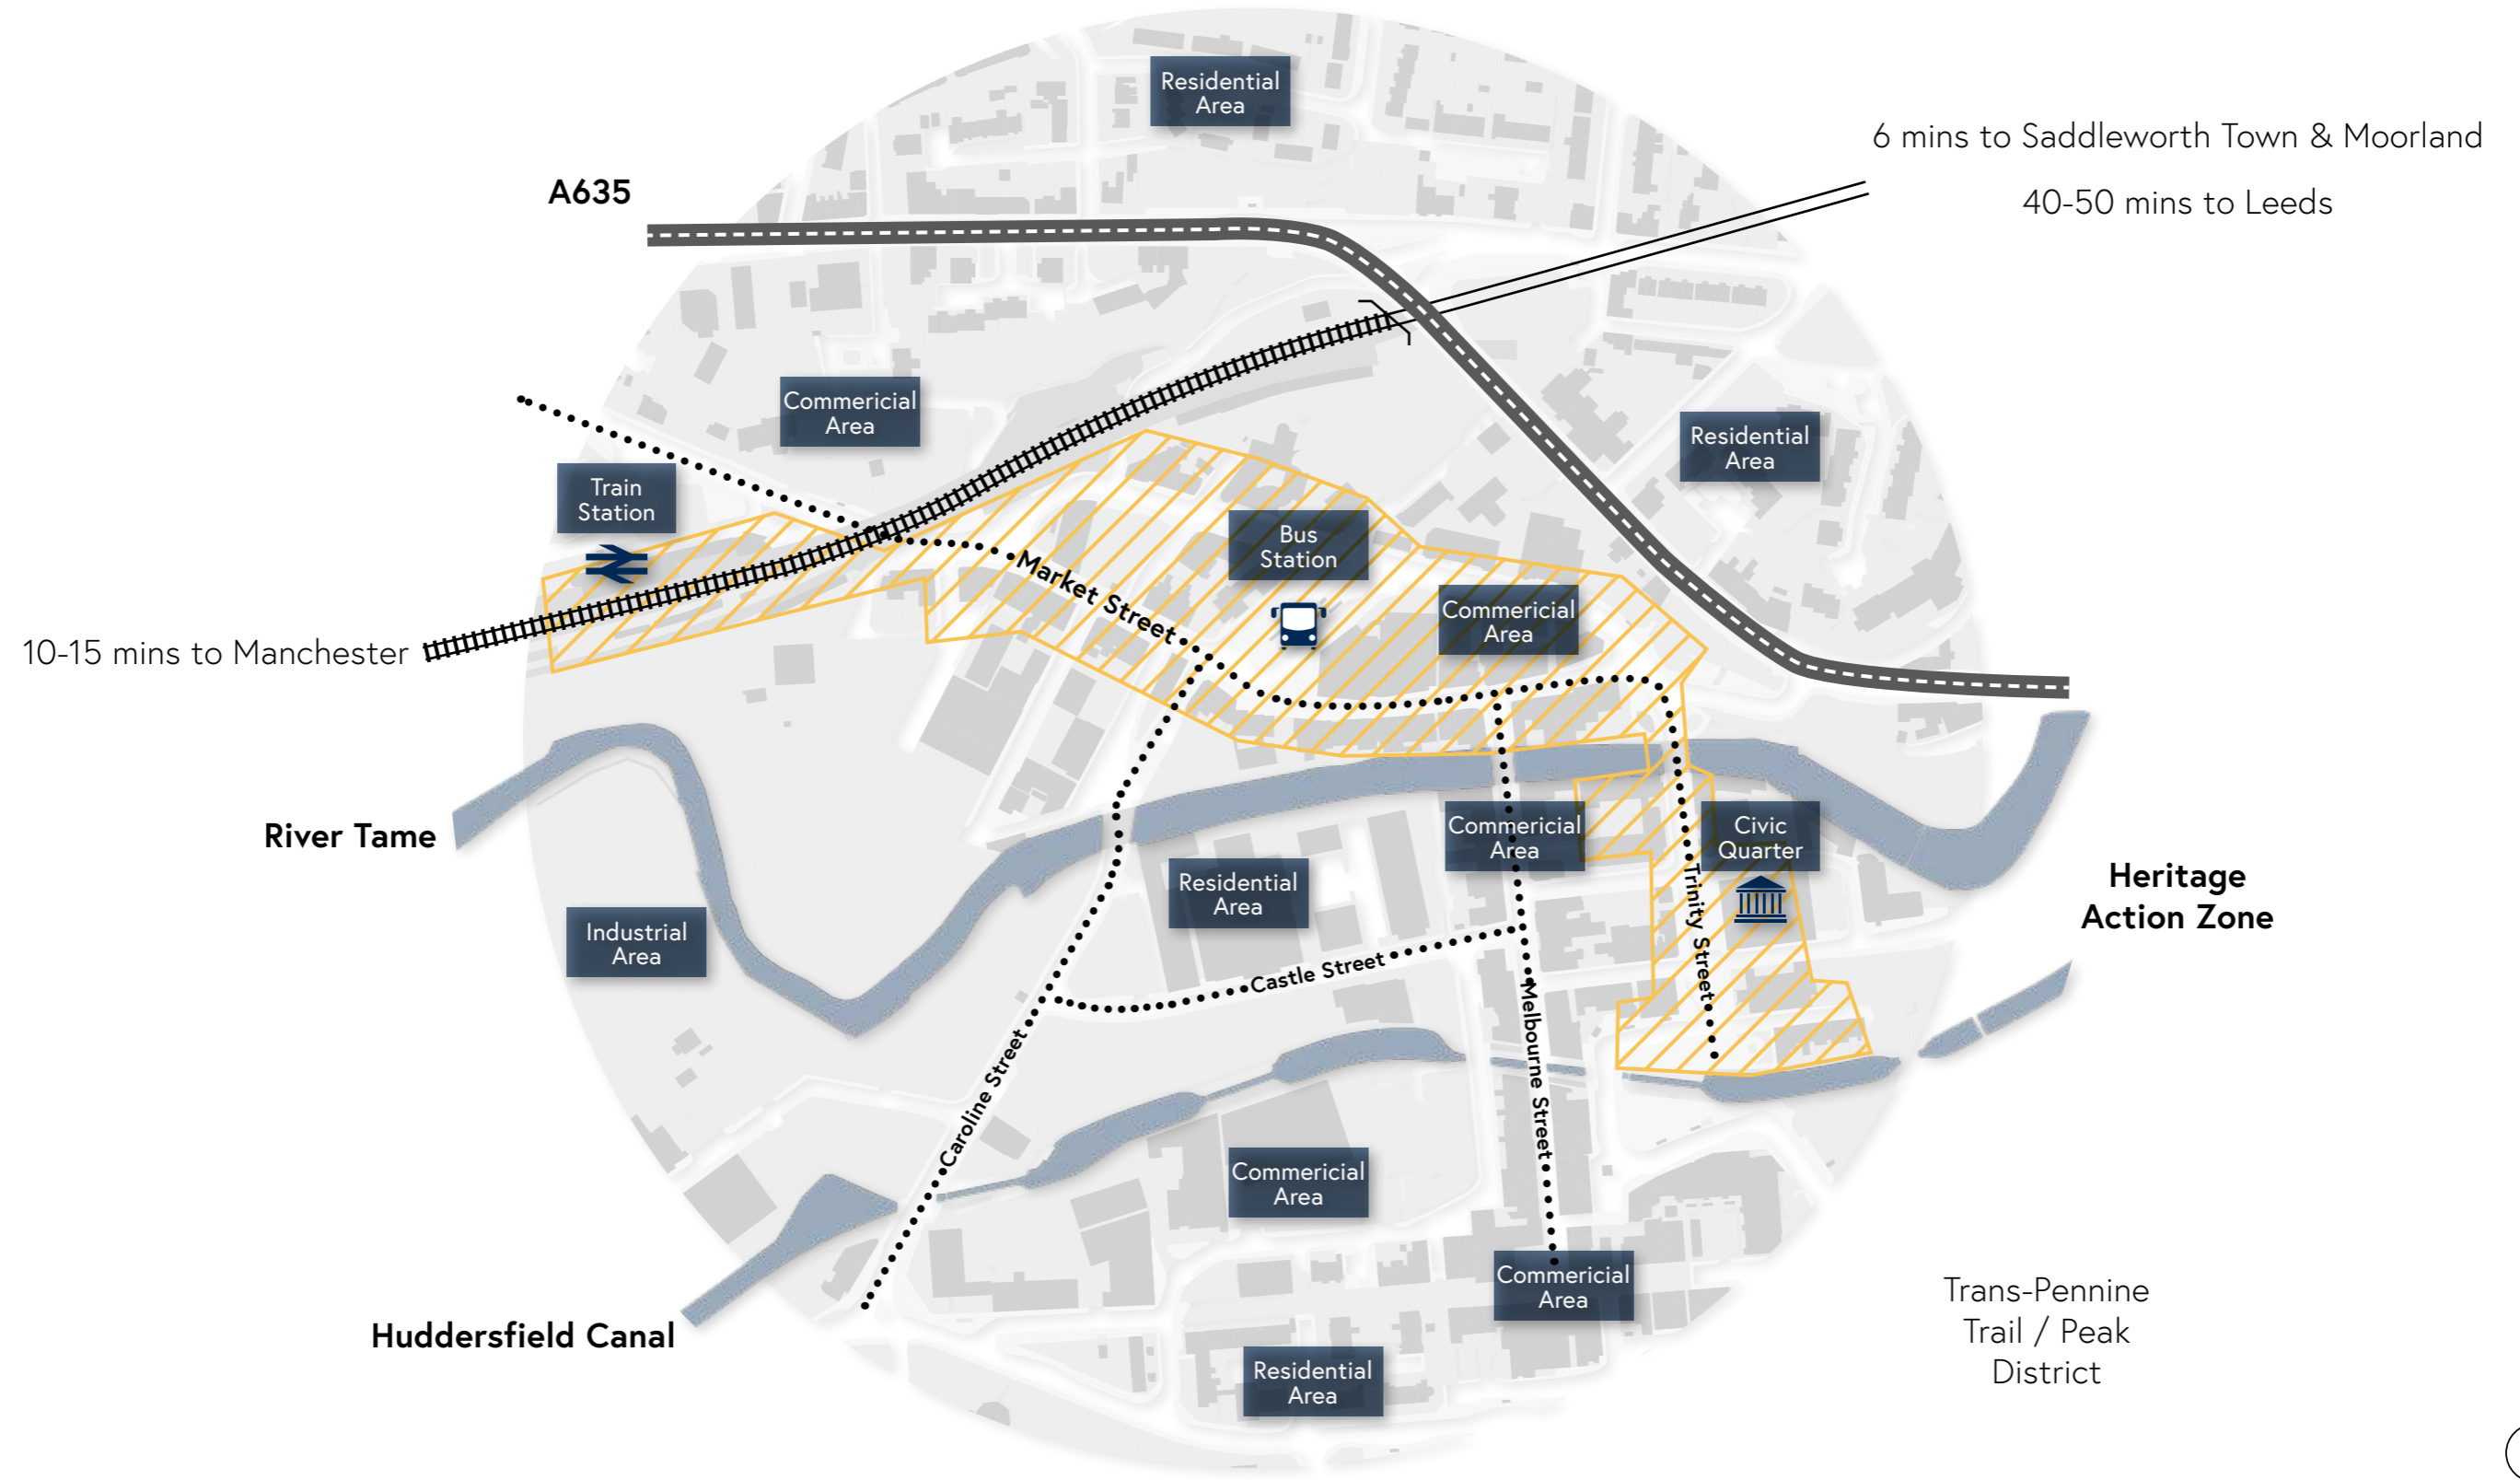 Residential
Area
6 mins to Saddleworth Town & Moorland
40-50 mins to Leeds
A635
Commericial
Area
Residential
Area
Train
Station
Bus
Station
Market Street
Commericial
Area
10-15 mins to Manchester
River Tame
Commericial
Area
Civic
Quarter
Residential
Area
Trinity Street
Heritage
Action Zone
Industrial
Area
Castle Street
Melbourne Street
Caroline Street
Commericial
Area
Commericial
Area
Huddersfield Canal
Trans-Pennine
Trail / Peak
District
Residential
Area